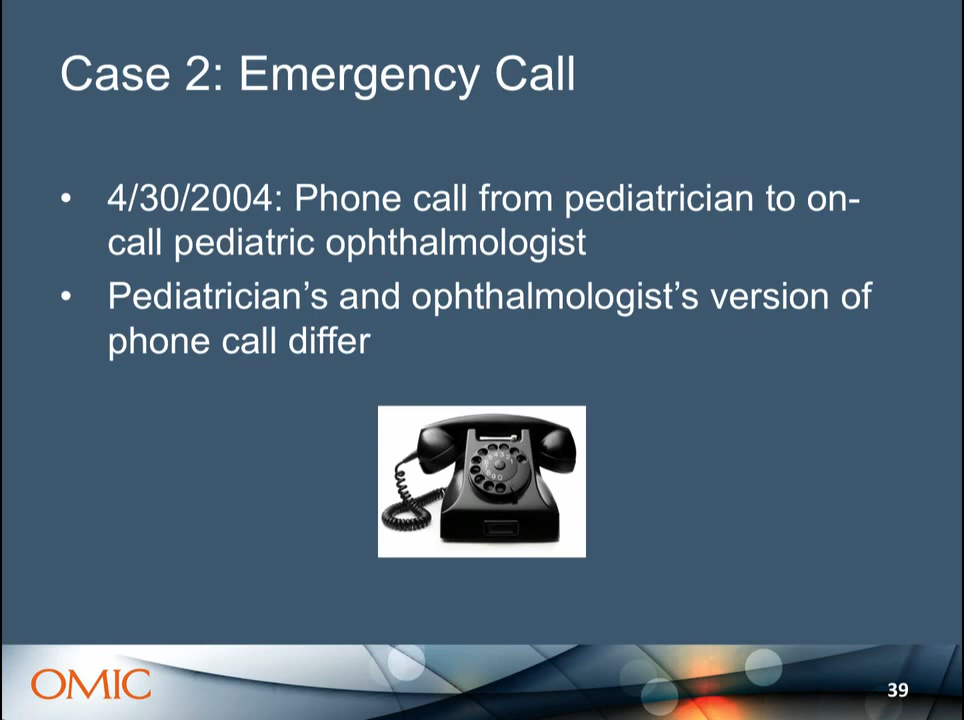 Case 2: Emergency Call
• 4/30/2004: Phone call from pediatrician to on-
call pediatric ophthalmologist
• Pediatrician’s and ophthalmologist’s version of
phone call differ
OMIC
39